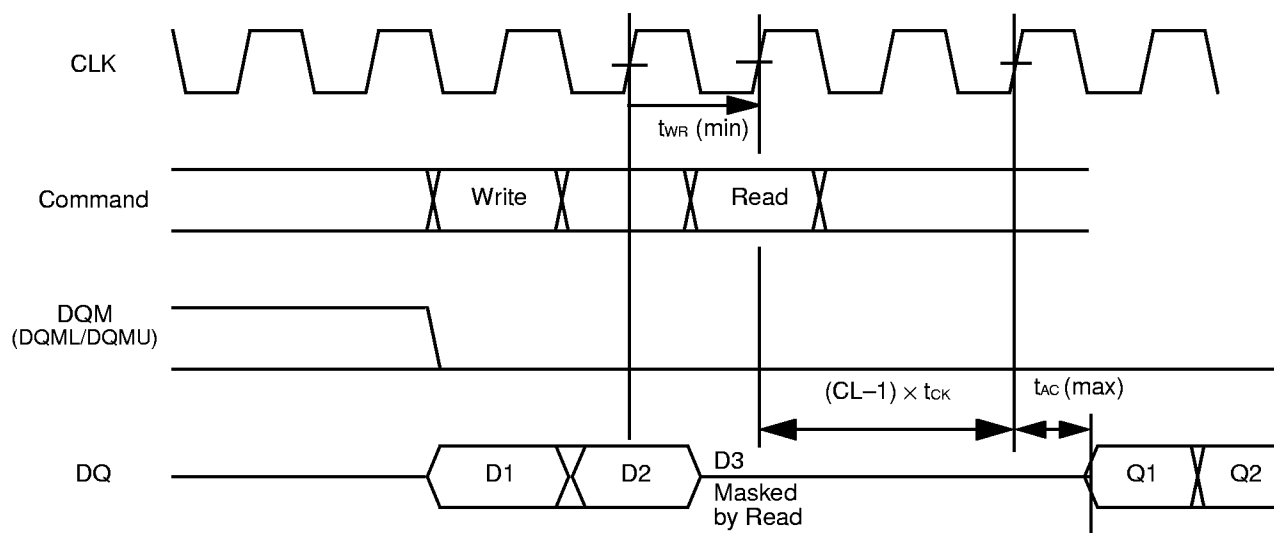 CLK
tWR (min)
Command
Write
Read
DQM
(DQML/DQMU)
(CL–1) × tCK
tAC (max)
DQ
D1
D2
D3
Masked
by Read
Q1
Q2